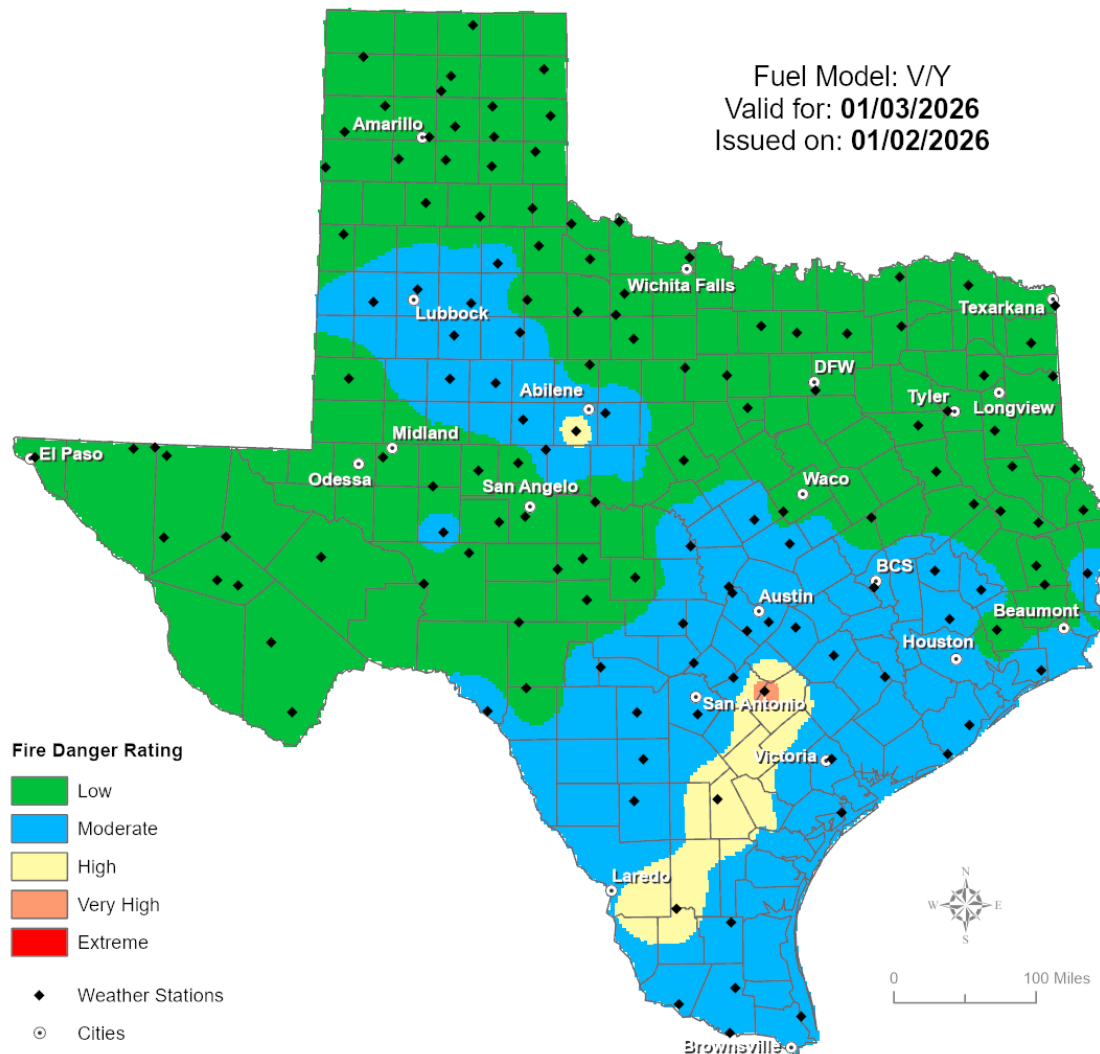 Fuel Model: V/Y
Valid for: 01/03/2026
Issued on: 01/02/2026
Amarillo
Wichita Falls
Lubbock
Texarkana
DFW
Abilene
Tyler
Longview
Midland
El Paso
Odessa
San Angelo
Waco
BCS
Austin
Beaumont
Houston
San Antonio
Victoria
Laredo
Brownsville
Fire Danger Rating
Low
Moderate
High
Very High
Extreme
Weather Stations
Cities
N
W E
S
0 100 Miles